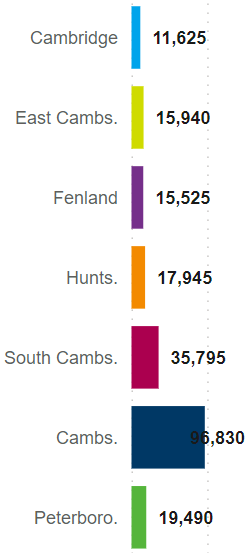 Cambridge 11,625
East Cambs. 15,940
Fenland 15,525
Hunts. 17,945
South Cambs. 35,795
Cambs. 96,830
Peterboro. 19,490